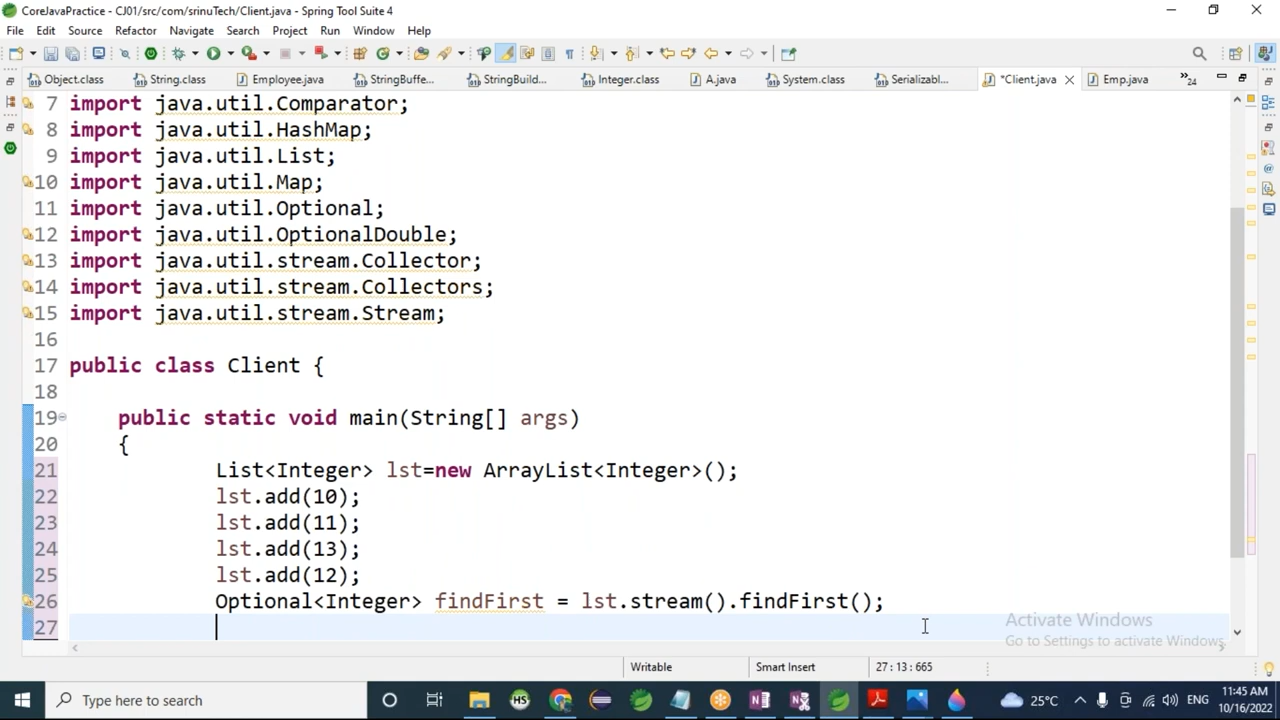 CoreJavaPractice - CJ01/src/com/srinuTech/Client.java - Spring Tool Suite 4
File Edit Source Refactor Navigate Search Project Run Window Help
Object.class String.class Employee.java StringBuffe... StringBuild... Integer.class A.java System.class Serializabl... *Client.java Emp.java »24
7 import java.util.Comparator;
8 import java.util.HashMap;
9 import java.util.List;
10 import java.util.Map;
11 import java.util.Optional;
12 import java.util.OptionalDouble;
13 import java.util.stream.Collector;
14 import java.util.stream.Collectors;
15 import java.util.stream.Stream;
16
17 public class Client {
18
19 public static void main(String[] args)
20 {
21 List<Integer> lst=new ArrayList<Integer>();
22 lst.add(10);
23 lst.add(11);
24 lst.add(13);
25 lst.add(12);
26 Optional<Integer> findFirst = lst.stream().findFirst();
27
Activate Windows
Go to Settings to activate Windows.
Writable Smart Insert 27 : 13 : 665
Type here to search HS 25°C ENG 11:45 AM
10/16/2022